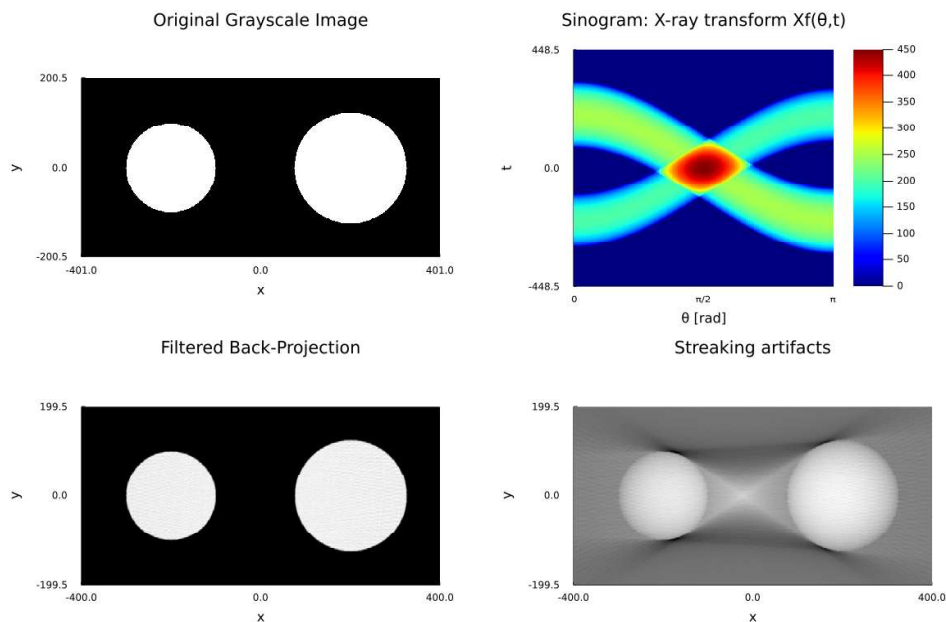 Original Grayscale Image
200.5
y
0.0
-200.5
-401.0 0.0 401.0
x
Sinogram: X-ray transform Xf(θ,t)
448.5
t
0.0
-448.5
0 π/2 π
θ [rad]
450
400
350
300
250
200
150
100
50
0
Filtered Back-Projection
199.5
y
0.0
-199.5
-400.0 0.0 400.0
x
Streaking artifacts
199.5
y
0.0
-199.5
-400.0 0.0 400.0
x